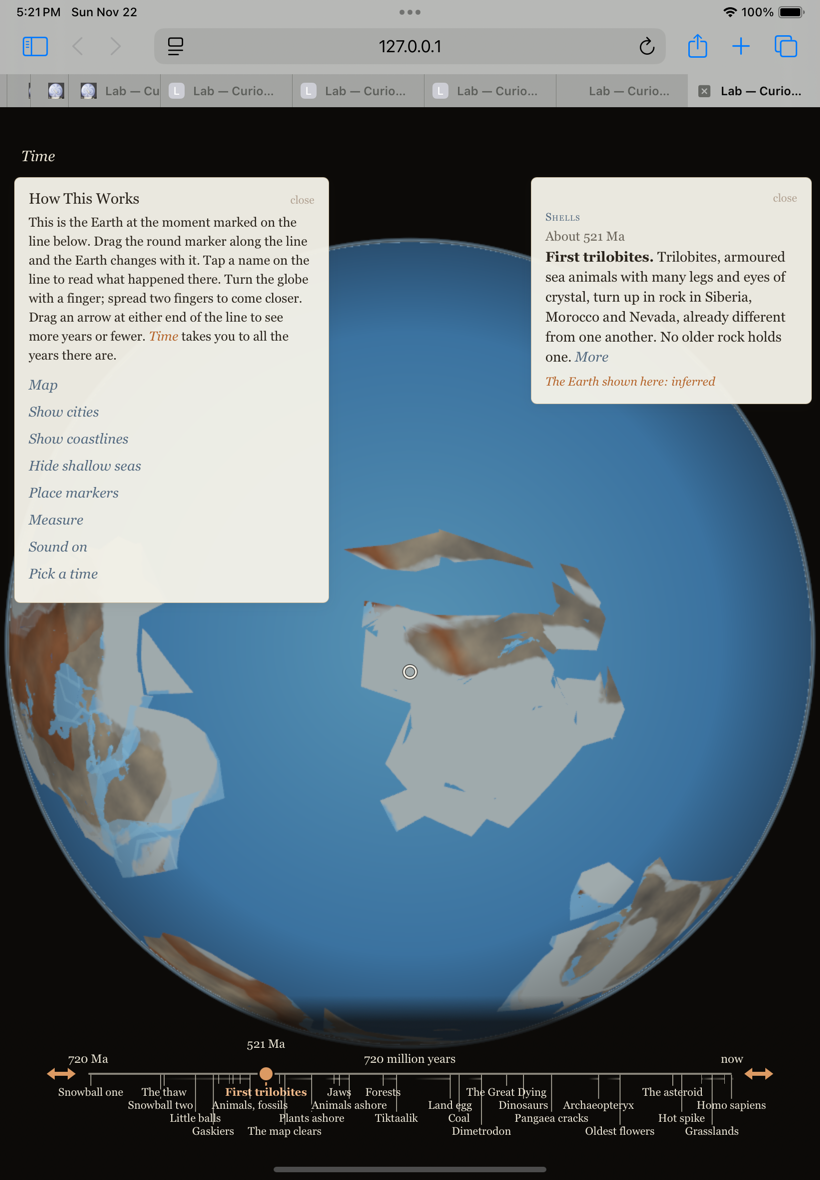 5:21 PM Sun Nov 22
100%
127.0.0.1
Lab — Cu
L Lab — Curio...
L Lab — Curio...
L Lab — Curio...
Lab — Curio...
Lab — Curio...
Time
How This Works
close
This is the Earth at the moment marked on the
line below. Drag the round marker along the line
and the Earth changes with it. Tap a name on the
line to read what happened there. Turn the globe
with a finger; spread two fingers to come closer.
Drag an arrow at either end of the line to see
more years or fewer. Time takes you to all the
years there are.
Map
Show cities
Show coastlines
Hide shallow seas
Place markers
Measure
Sound on
Pick a time
close
Shells
About 521 Ma
First trilobites. Trilobites, armoured
sea animals with many legs and eyes of
crystal, turn up in rock in Siberia,
Morocco and Nevada, already different
from one another. No older rock holds
one. More
The Earth shown here: inferred
521 Ma
720 Ma
720 million years
now
Snowball one The thaw First trilobites Jaws Forests The Great Dying The asteroid
Snowball two Animals, fossils Animals ashore Land egg Dinosaurs Archaeopteryx Homo sapiens
Little balls Plants ashore Tiktaalik Coal Pangaea cracks Hot spike
Gaskiers The map clears Dimetrodon Oldest flowers Grasslands